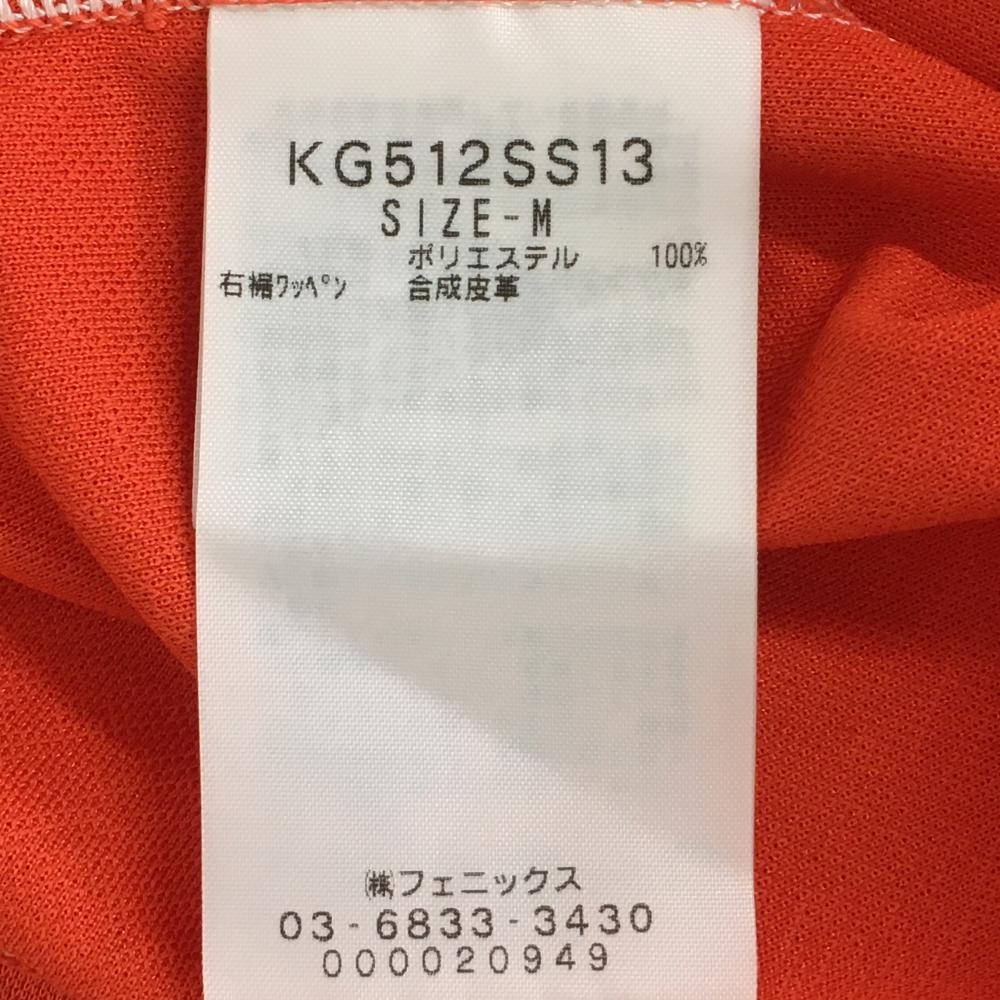 KG512SS13
SIZE-M
ポリエステル 100%
右裾ﾜｯﾍﾟﾝ 合成皮革
㈱フェニックス
03-6833-3430
000020949